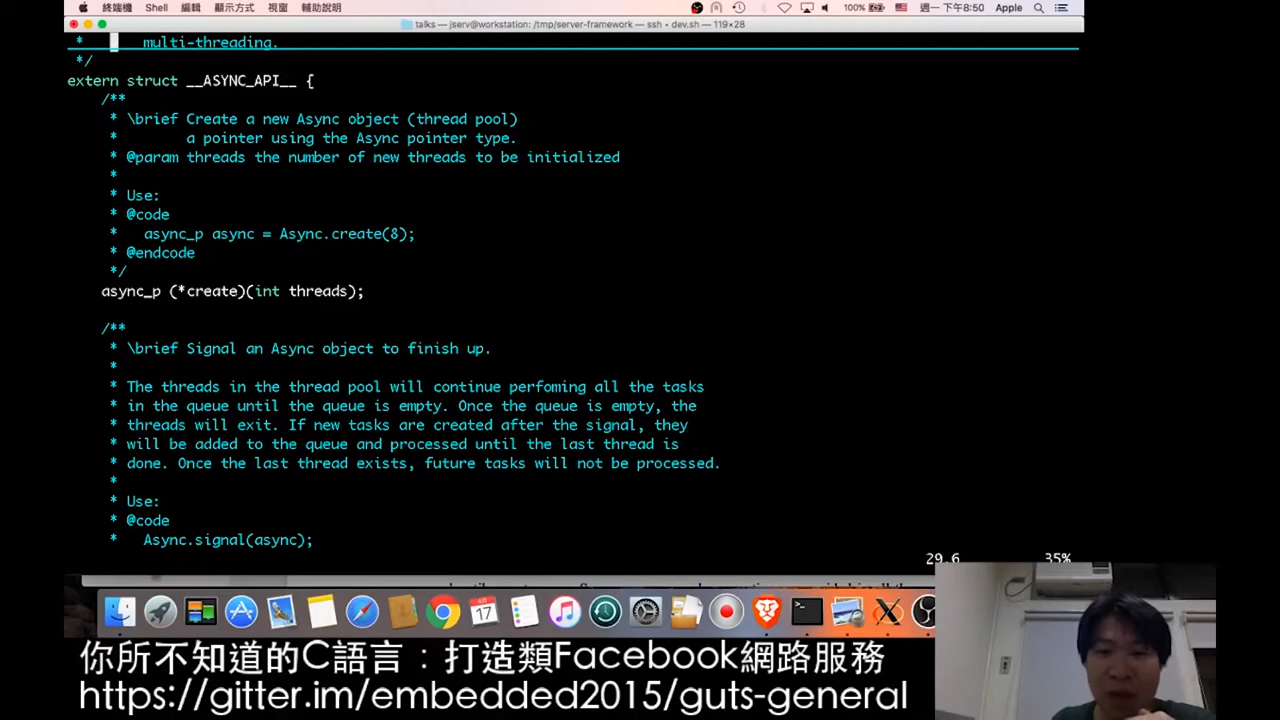 終端機 Shell 編輯 顯示方式 視窗 輔助說明 100% 週一 下午8:50 Apple
talks — jserv@workstation: /tmp/server-framework — ssh ‹ dev.sh — 119×28
* multi-threading.
*/
extern struct __ASYNC_API__ {
/**
* \brief Create a new Async object (thread pool)
* a pointer using the Async pointer type.
* @param threads the number of new threads to be initialized
*
* Use:
* @code
* async_p async = Async.create(8);
* @endcode
*/
async_p (*create)(int threads);
/**
* \brief Signal an Async object to finish up.
*
* The threads in the thread pool will continue perfoming all the tasks
* in the queue until the queue is empty. Once the queue is empty, the
* threads will exit. If new tasks are created after the signal, they
* will be added to the queue and processed until the last thread is
* done. Once the last thread exists, future tasks will not be processed.
*
* Use:
* @code
* Async.signal(async);
29,6 35%
17
你所不知道的C語言：打造類Facebook網路服務
https://gitter.im/embedded2015/guts-general